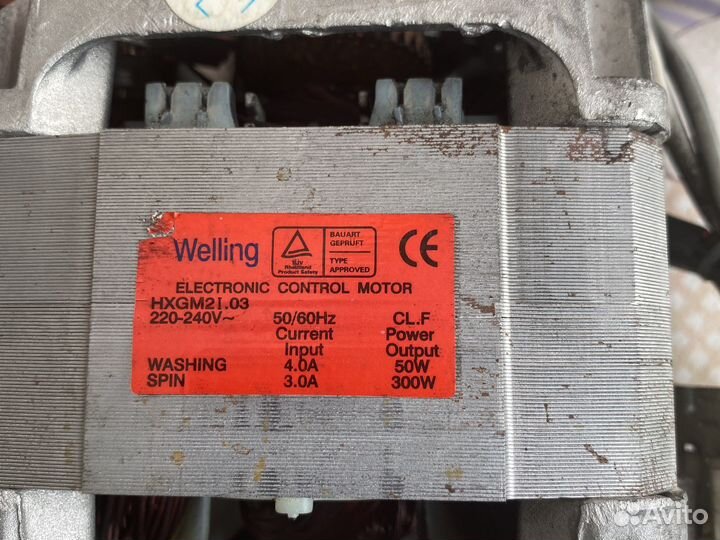 Welling
TÜV
Rheinland
Product Safety
BAUART
GEPRÜFT
TYPE
APPROVED
CE
ELECTRONIC CONTROL MOTOR
HXGM2I.03
220-240V~ 50/60Hz CL.F
Current Power
Input Output
WASHING 4.0A 50W
SPIN 3.0A 300W
Avito